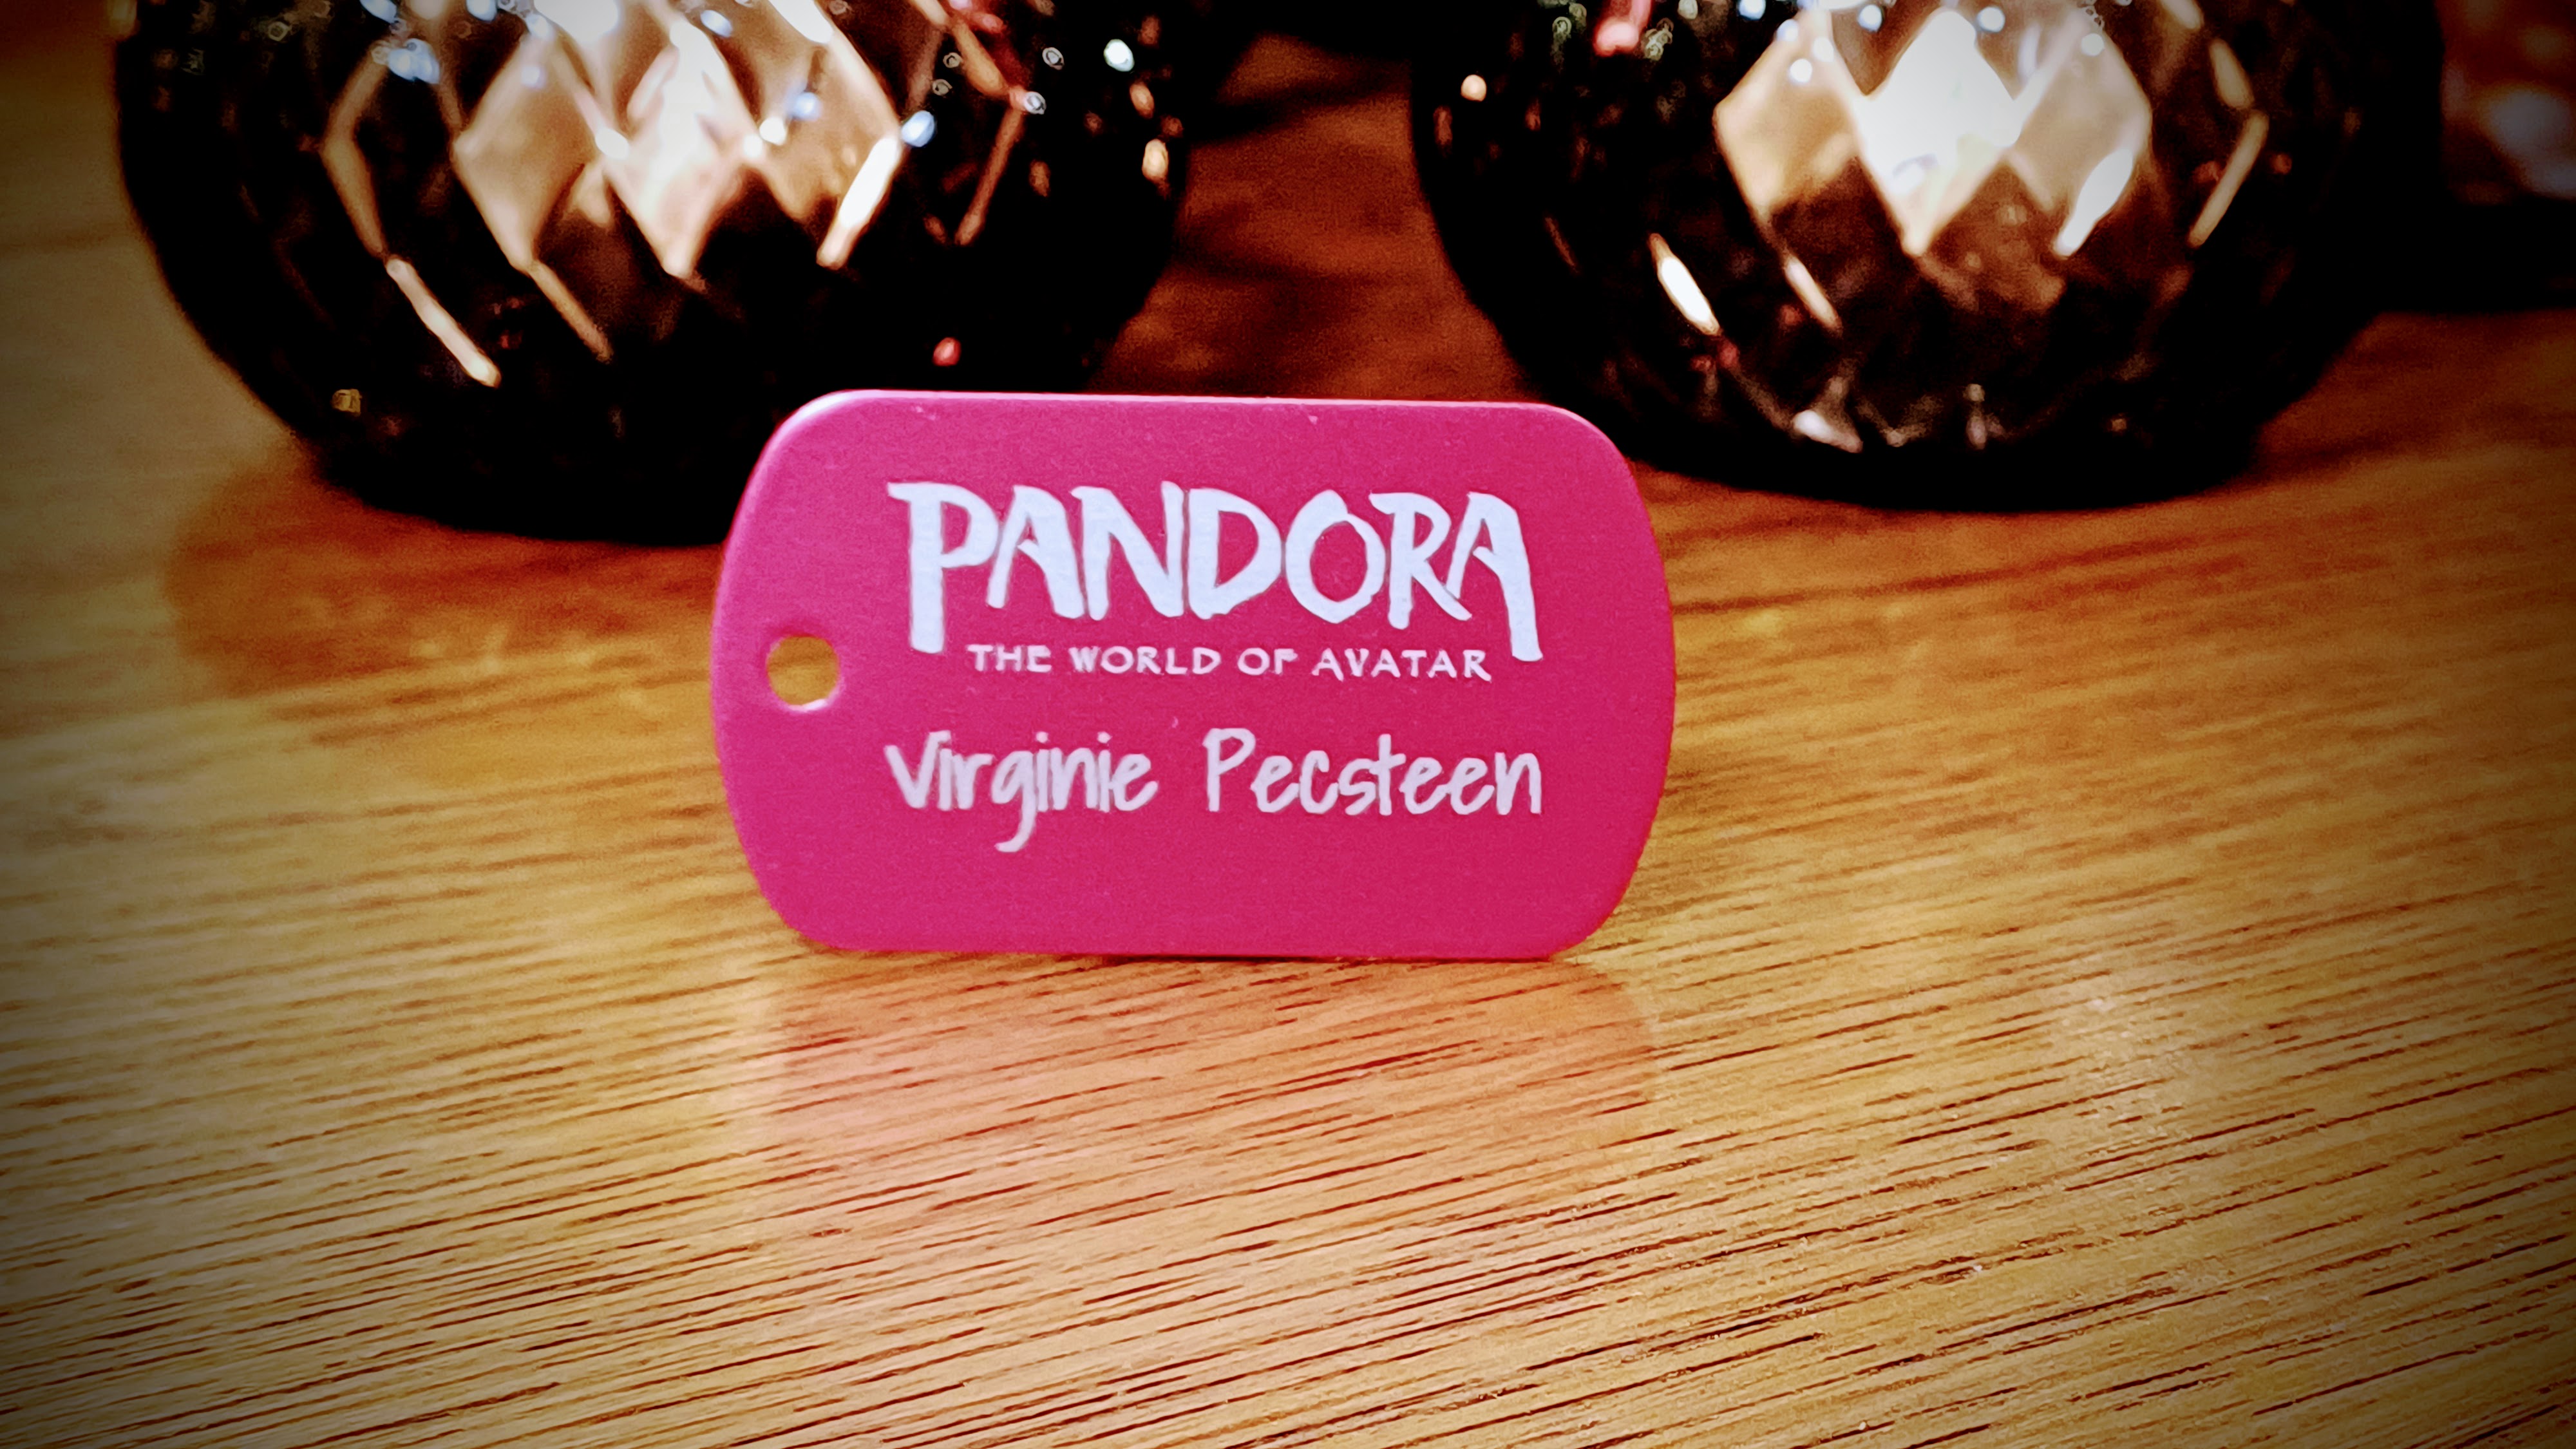 PANDORA
THE WORLD OF AVATAR
Virginie Pecsteen